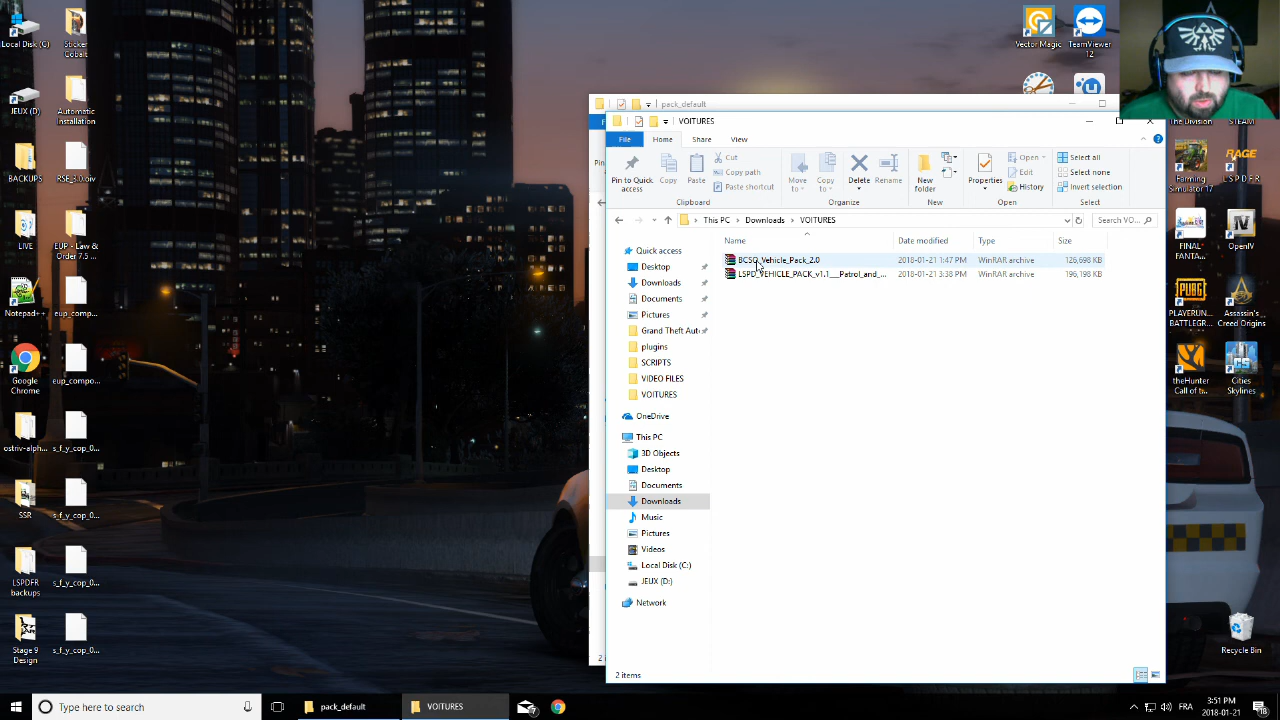 Local Disk (C)
Sticker Cobalt
JEUX (D)
Automatic Installation
BACKUPS
RSE_3.0.oiv
LIVE
EUP - Law & Order 7.5 ...
Notepad++
eup_comp...
Google Chrome
eup_compo...
ostriv-alph...
s_f_y_cop_0...
SSR
s_f_y_cop_0...
LSPDFR backups
s_f_y_cop_0...
Stage 9 Design
s_f_y_cop_0...
Vector Magic
TeamViewer 12
pack_default
VOITURES
File
Home
Share
View
Pin to Quick access
Copy
Paste
Cut
Copy path
Paste shortcut
Clipboard
Move to
Copy to
Delete
Rename
Organize
New folder
New
Properties
Open
Edit
History
Open
Select all
Select none
Invert selection
Select
This PC > Downloads > VOITURES
Search VO...
Name
Date modified
Type
Size
BCSO_Vehicle_Pack_2.0
2018-01-21 1:47 PM
WinRAR archive
126,698 KB
LSPD_VEHICLE_PACK_v1.1___Patrol_and_...
2018-01-21 3:38 PM
WinRAR archive
196,198 KB
Quick access
Desktop
Downloads
Documents
Pictures
Grand Theft Aut
plugins
SCRIPTS
VIDEO FILES
VOITURES
OneDrive
This PC
3D Objects
Desktop
Documents
Downloads
Music
Pictures
Videos
Local Disk (C:)
JEUX (D:)
Network
2 items
The Division
STEAM
Farming Simulator 17
RAGE
L S P D F R
FINAL FANTASY
OpenIV
PUBG
PLAYERUN... BATTLEGR...
Assassin's Creed Origins
theHunter Call of t...
Cities Skylines
Recycle Bin
Type here to search
pack_default
VOITURES
FRA
3:51 PM
2018-01-21
18